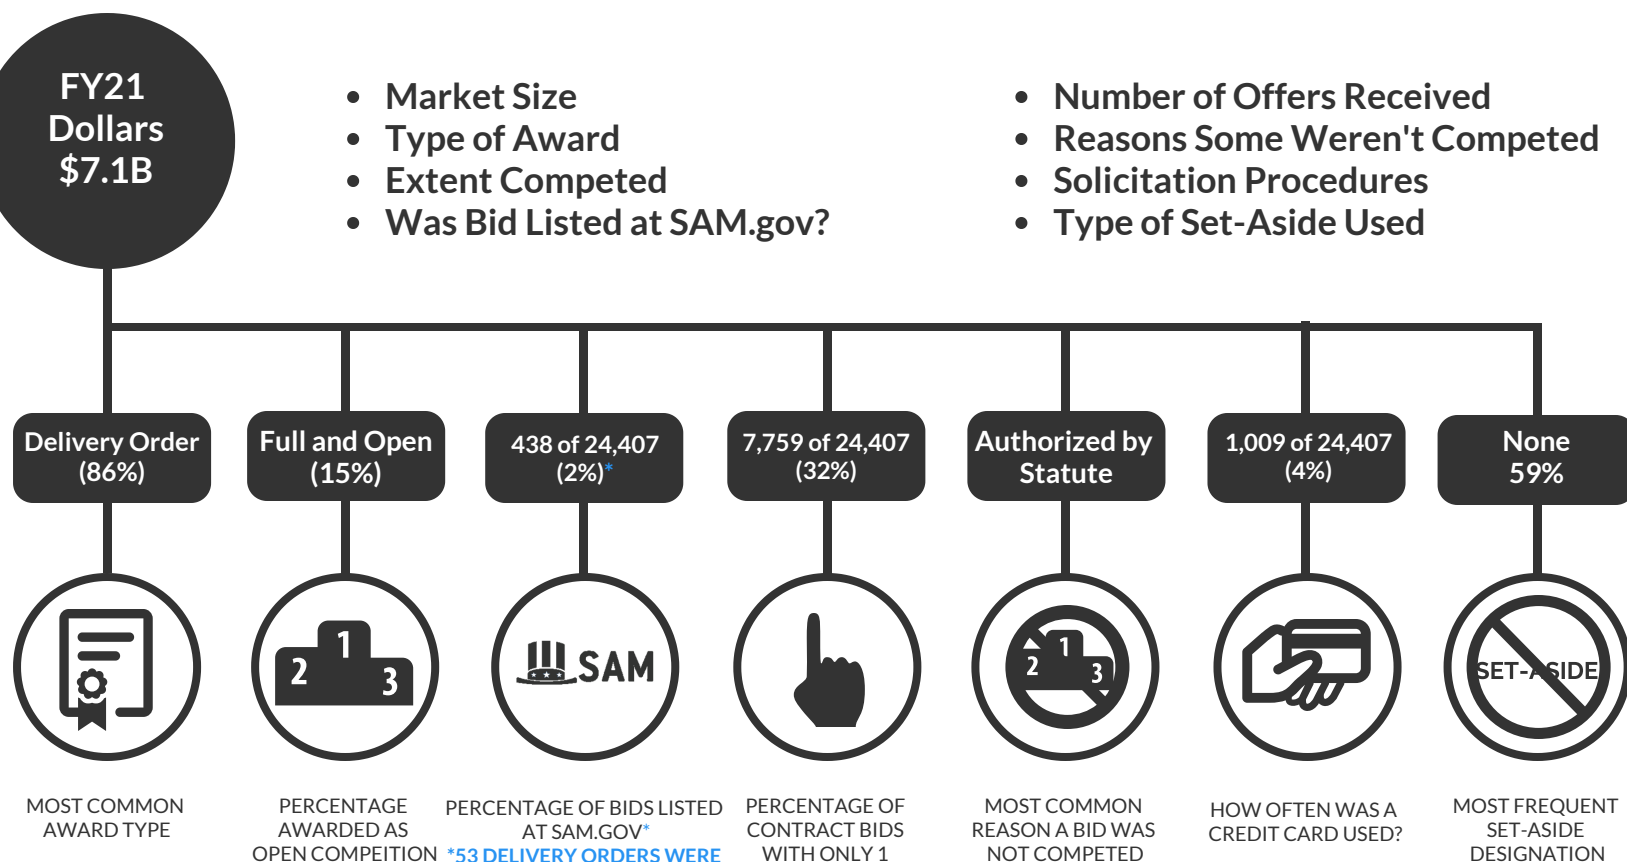 FY21
Dollars
$7.1B
• Market Size
• Type of Award
• Extent Competed
• Was Bid Listed at SAM.gov?
• Number of Offers Received
• Reasons Some Weren't Competed
• Solicitation Procedures
• Type of Set-Aside Used
Delivery Order
(86%)
Full and Open
(15%)
438 of 24,407
(2%)*
7,759 of 24,407
(32%)
Authorized by
Statute
1,009 of 24,407
(4%)
None
59%
1
2
3
SAM
1
2
3
SET-ASIDE
MOST COMMON
AWARD TYPE
PERCENTAGE
AWARDED AS
OPEN COMPEITION
PERCENTAGE OF BIDS LISTED
AT SAM.GOV*
*53 DELIVERY ORDERS WERE
PERCENTAGE OF
CONTRACT BIDS
WITH ONLY 1
MOST COMMON
REASON A BID WAS
NOT COMPETED
HOW OFTEN WAS A
CREDIT CARD USED?
MOST FREQUENT
SET-ASIDE
DESIGNATION